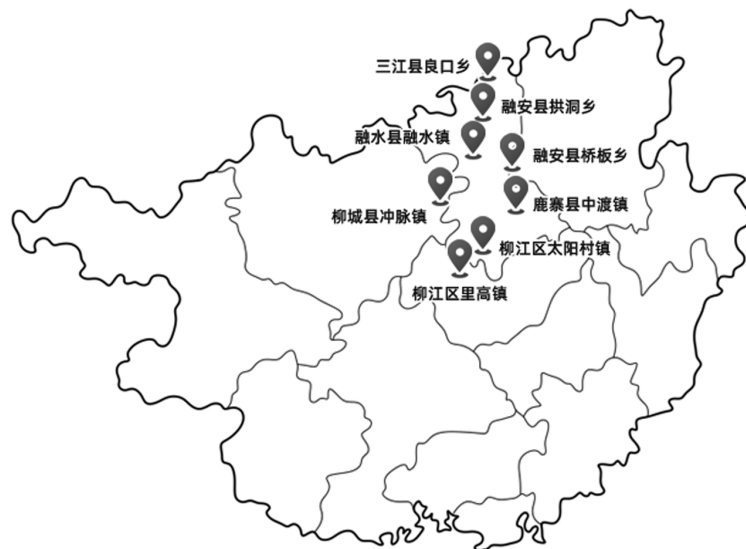 三江县良口乡
融安县拱洞乡
融水县融水镇
融安县桥板乡
鹿寨县中渡镇
柳城县冲脉镇
柳江区太阳村镇
柳江区里高镇